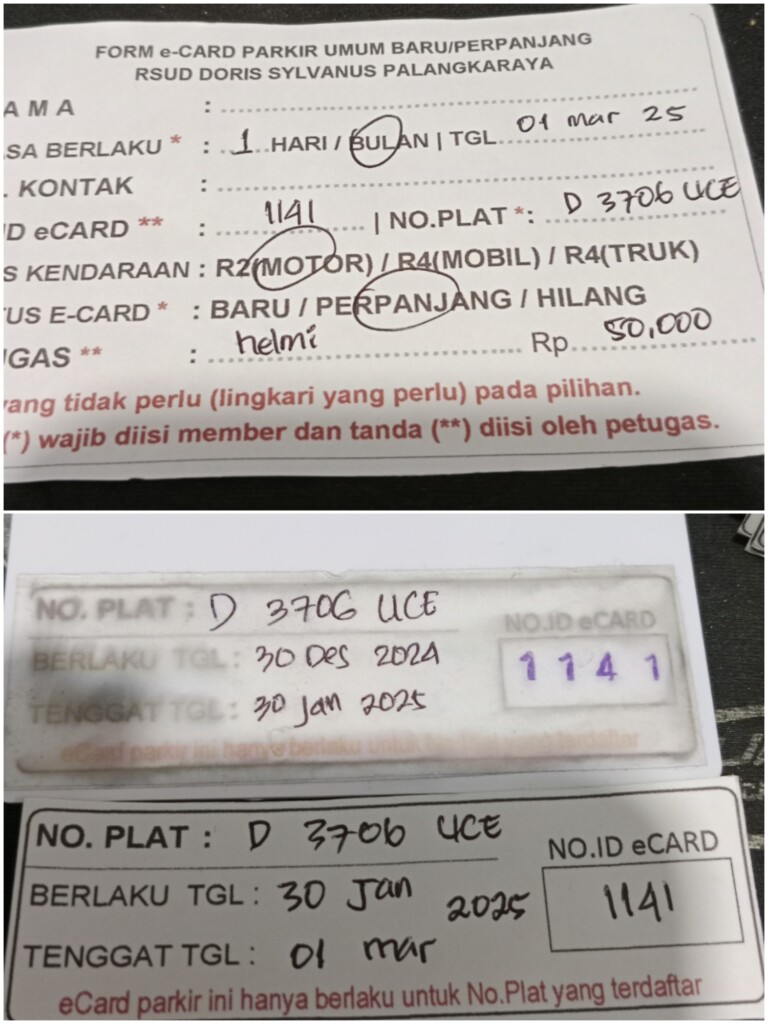 FORM e-CARD PARKIR UMUM BARU/PERPANJANG
RSUD DORIS SYLVANUS PALANGKARAYA
AMA :
SA BERLAKU * : 1 HARI / BULAN | TGL 01 mar 25
. KONTAK :
D eCARD ** : 1141 | NO.PLAT *: D 3706 UCE
S KENDARAAN : R2(MOTOR) / R4(MOBIL) / R4(TRUK)
US E-CARD * : BARU / PERPANJANG / HILANG
GAS ** : helmi Rp. 50,000
yang tidak perlu (lingkari yang perlu) pada pilihan.
(*) wajib diisi member dan tanda (**) diisi oleh petugas.
NO. PLAT : D 3706 UCE
NO.ID eCARD
BERLAKU TGL : 30 Des 2024
1141
TENGGAT TGL : 30 Jan 2025
eCard parkir ini hanya berlaku untuk No.Plat yang terdaftar
NO. PLAT : D 3706 UCE
NO.ID eCARD
BERLAKU TGL : 30 Jan 2025
1141
TENGGAT TGL : 01 mar
eCard parkir ini hanya berlaku untuk No.Plat yang terdaftar